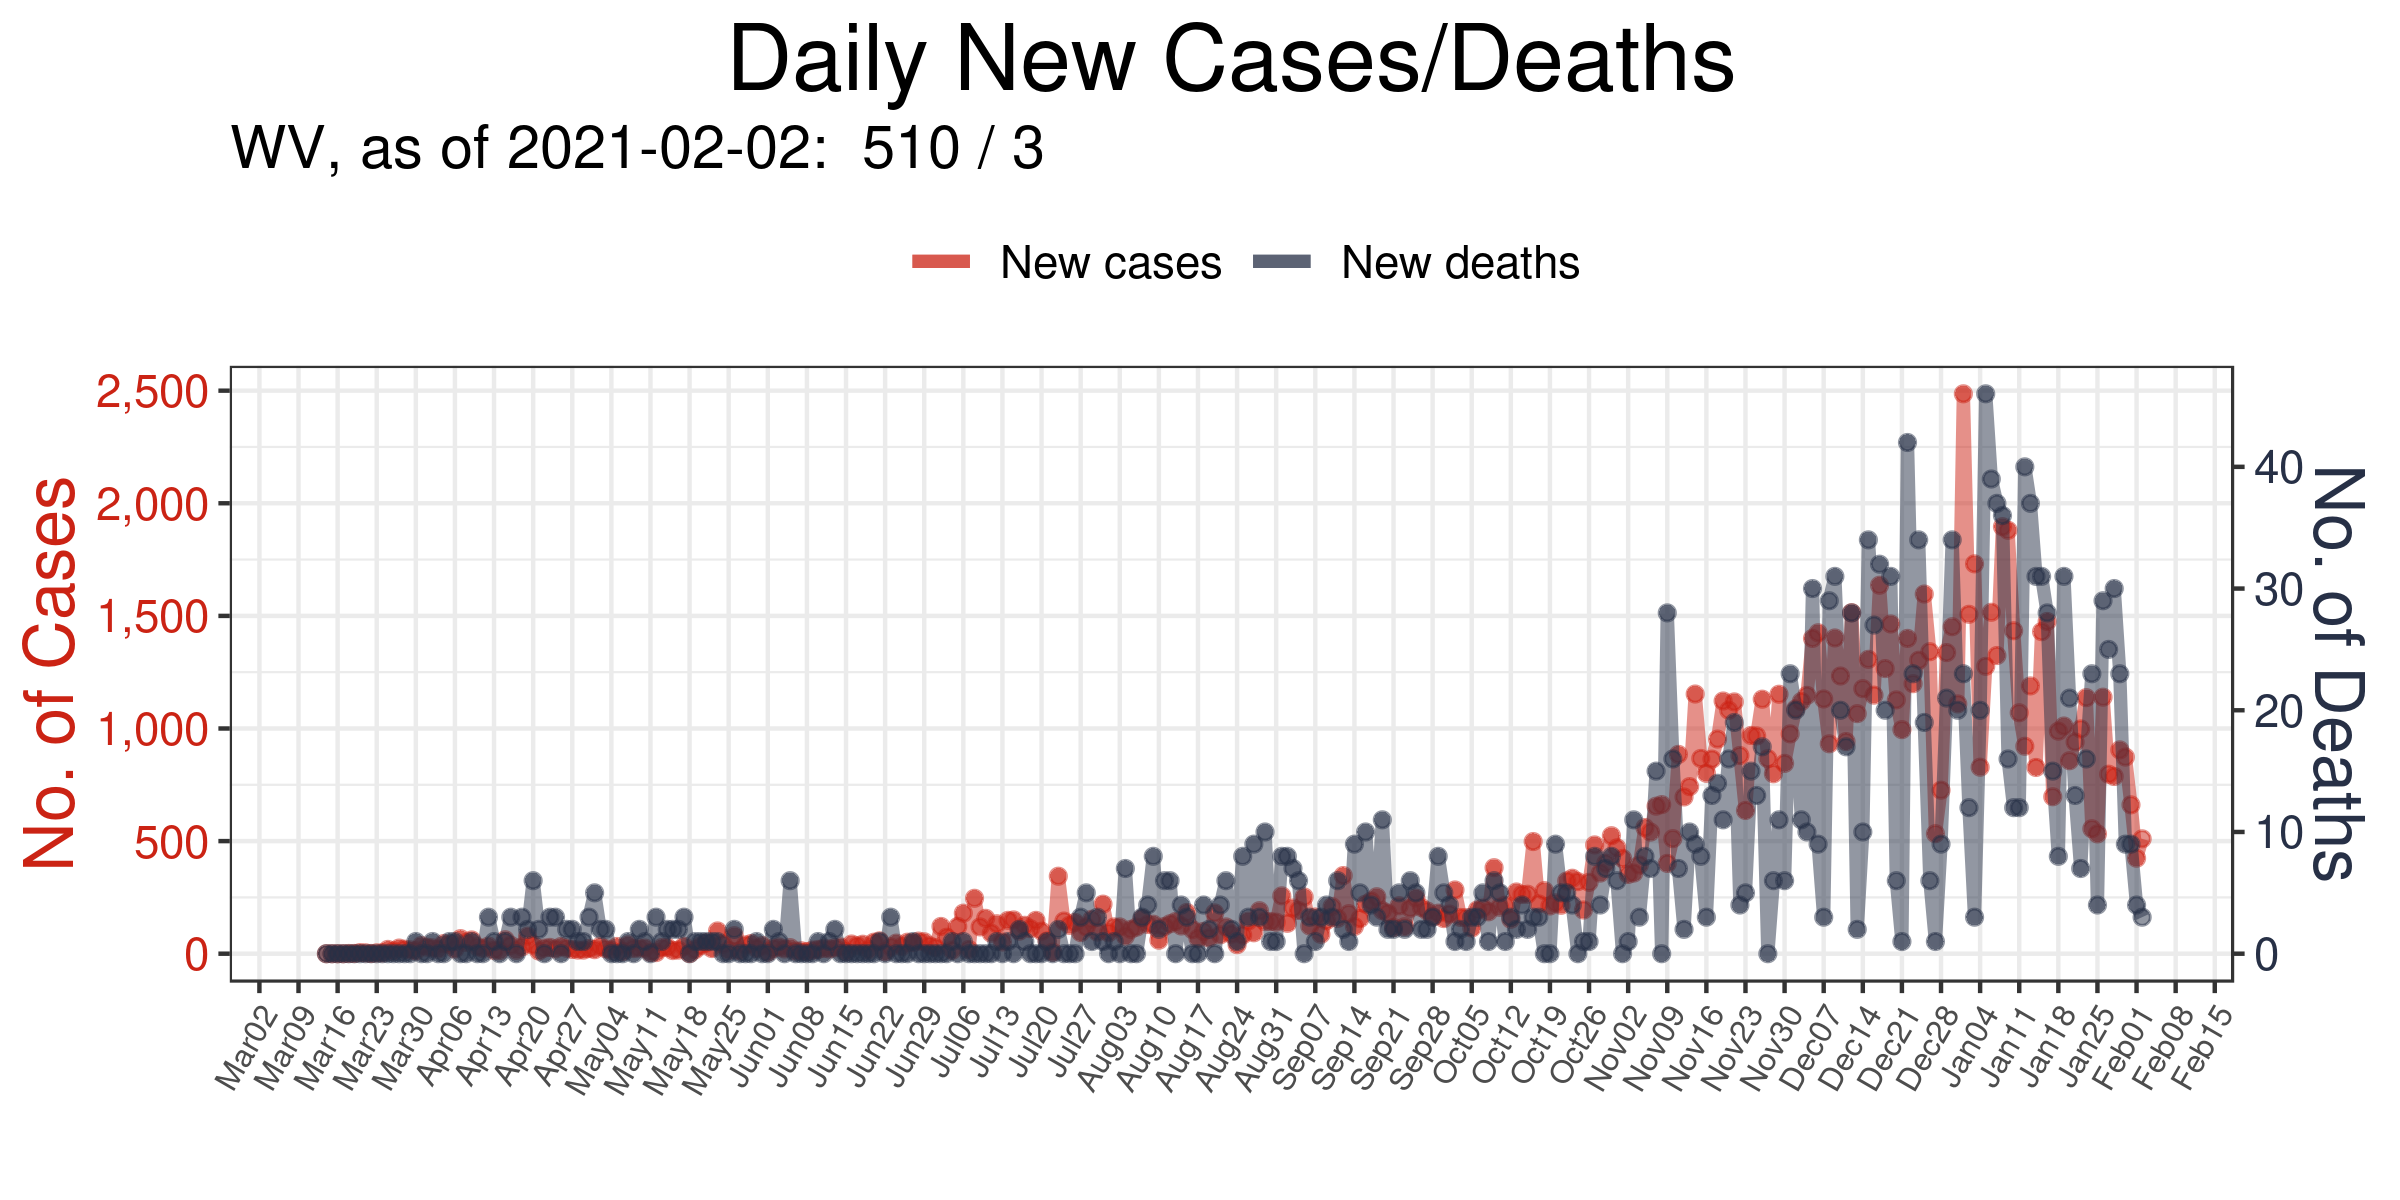 Daily New Cases/Deaths
WV, as of 2021-02-02: 510 / 3
New cases
New deaths
No. of Cases
2,500
2,000
1,500
1,000
500
0
40
30
20
10
0
No. of Deaths
Mar02
Mar09
Mar16
Mar23
Mar30
Apr06
Apr13
Apr20
Apr27
May04
May11
May18
May25
Jun01
Jun08
Jun15
Jun22
Jun29
Jul06
Jul13
Jul20
Jul27
Aug03
Aug10
Aug17
Aug24
Aug31
Sep07
Sep14
Sep21
Sep28
Oct05
Oct12
Oct19
Oct26
Nov02
Nov09
Nov16
Nov23
Nov30
Dec07
Dec14
Dec21
Dec28
Jan04
Jan11
Jan18
Jan25
Feb01
Feb08
Feb15